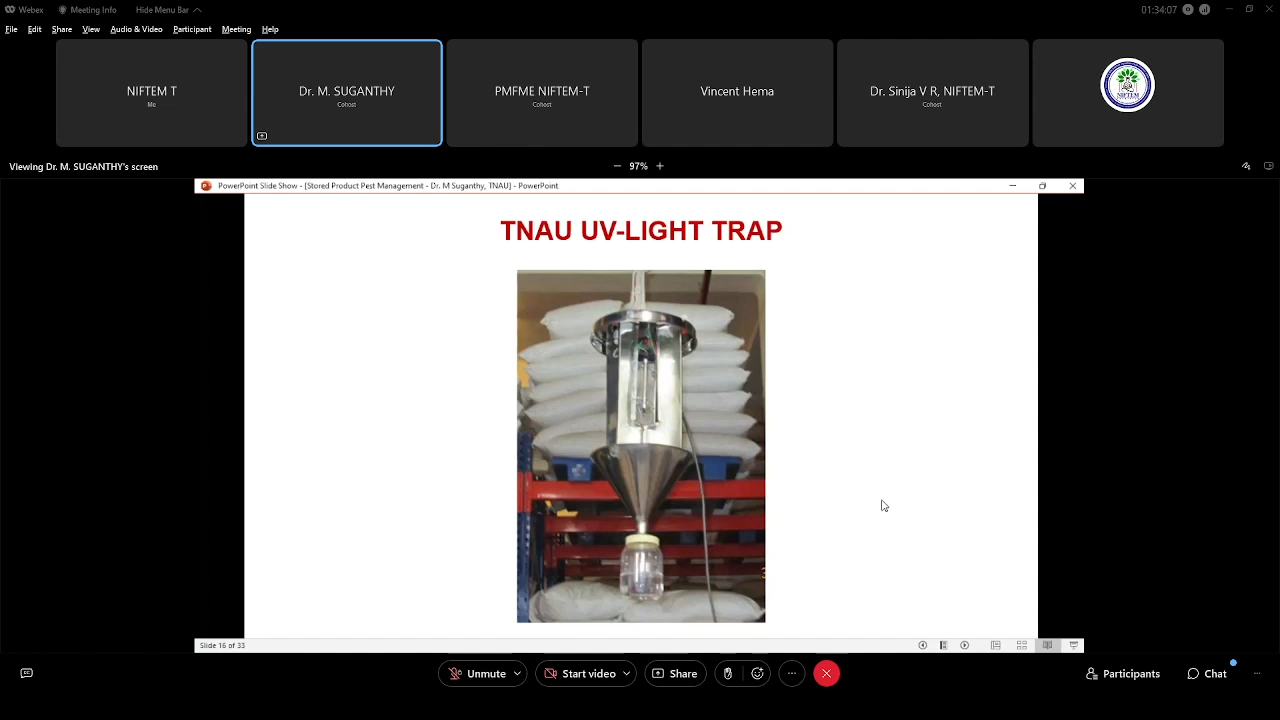 Webex
Meeting Info
Hide Menu Bar
01:34:07
File Edit Share View Audio & Video Participant Meeting Help
NIFTEM T
Me
Dr. M. SUGANTHY
Cohost
PMFME NIFTEM-T
Cohost
Vincent Hema
Dr. Sinija V R, NIFTEM-T
Cohost
NIFTEM
Viewing Dr. M. SUGANTHY's screen
97%
PowerPoint Slide Show - [Stored Product Pest Management - Dr. M Suganthy, TNAU] - PowerPoint
TNAU UV-LIGHT TRAP
Slide 16 of 33
Unmute
Start video
Share
Participants
Chat